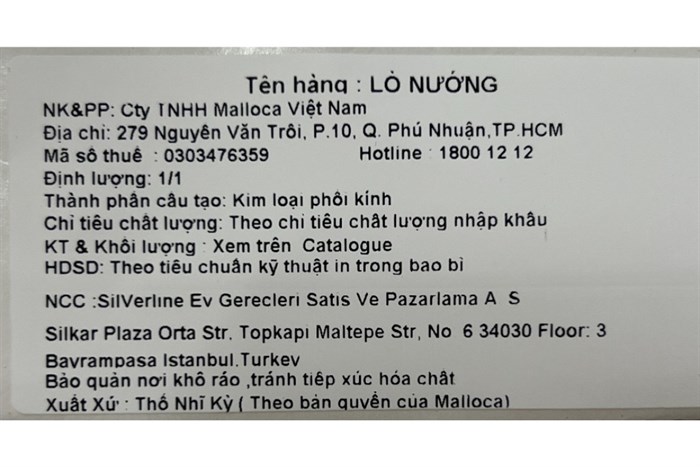 Tên hàng : LÒ NƯỚNG
NK&PP: Cty TNHH Malloca Việt Nam
Địa chỉ: 279 Nguyễn Văn Trỗi, P.10, Q. Phú Nhuận,TP.HCM
Mã số thuế : 0303476359 Hotline : 1800 12 12
Định lượng: 1/1
Thành phần cấu tạo: Kim loại phối kính
Chỉ tiêu chất lượng: Theo chỉ tiêu chất lượng nhập khẩu
KT & Khối lượng : Xem trên Catalogue
HDSD: Theo tiêu chuẩn kỹ thuật in trong bao bì
NCC :SilVerline Ev Gerecleri Satis Ve Pazarlama A S
Silkar Plaza Orta Str. Topkapi Maltepe Str, No 6 34030 Floor: 3
Bayrampasa Istanbul.Turkey
Bảo quản nơi khô ráo ,tránh tiếp xúc hóa chất
Xuất Xứ : Thổ Nhĩ Kỳ ( Theo bản quyền của Malloca)